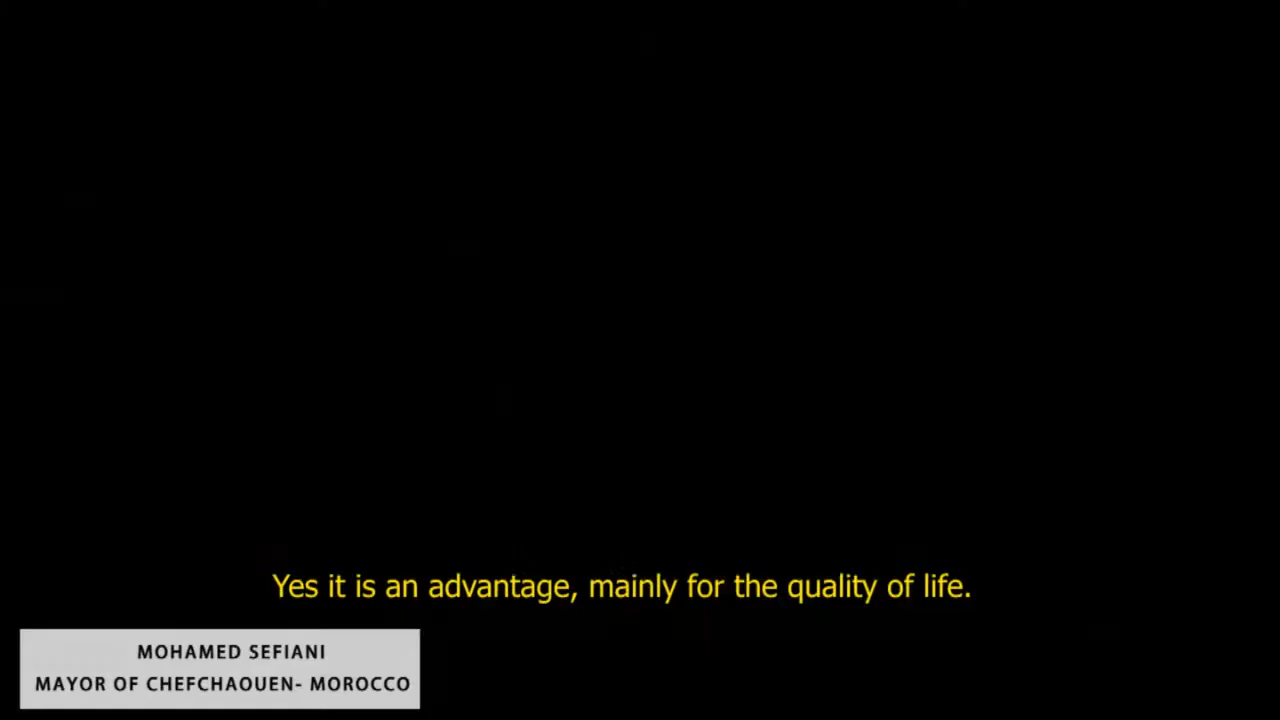 Yes it is an advantage, mainly for the quality of life.
MOHAMED SEFIANI
MAYOR OF CHEFCHAOUEN- MOROCCO